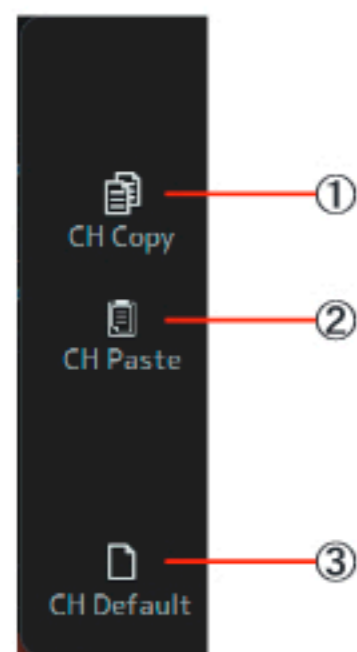 ①
CH Copy
②
CH Paste
③
CH Default